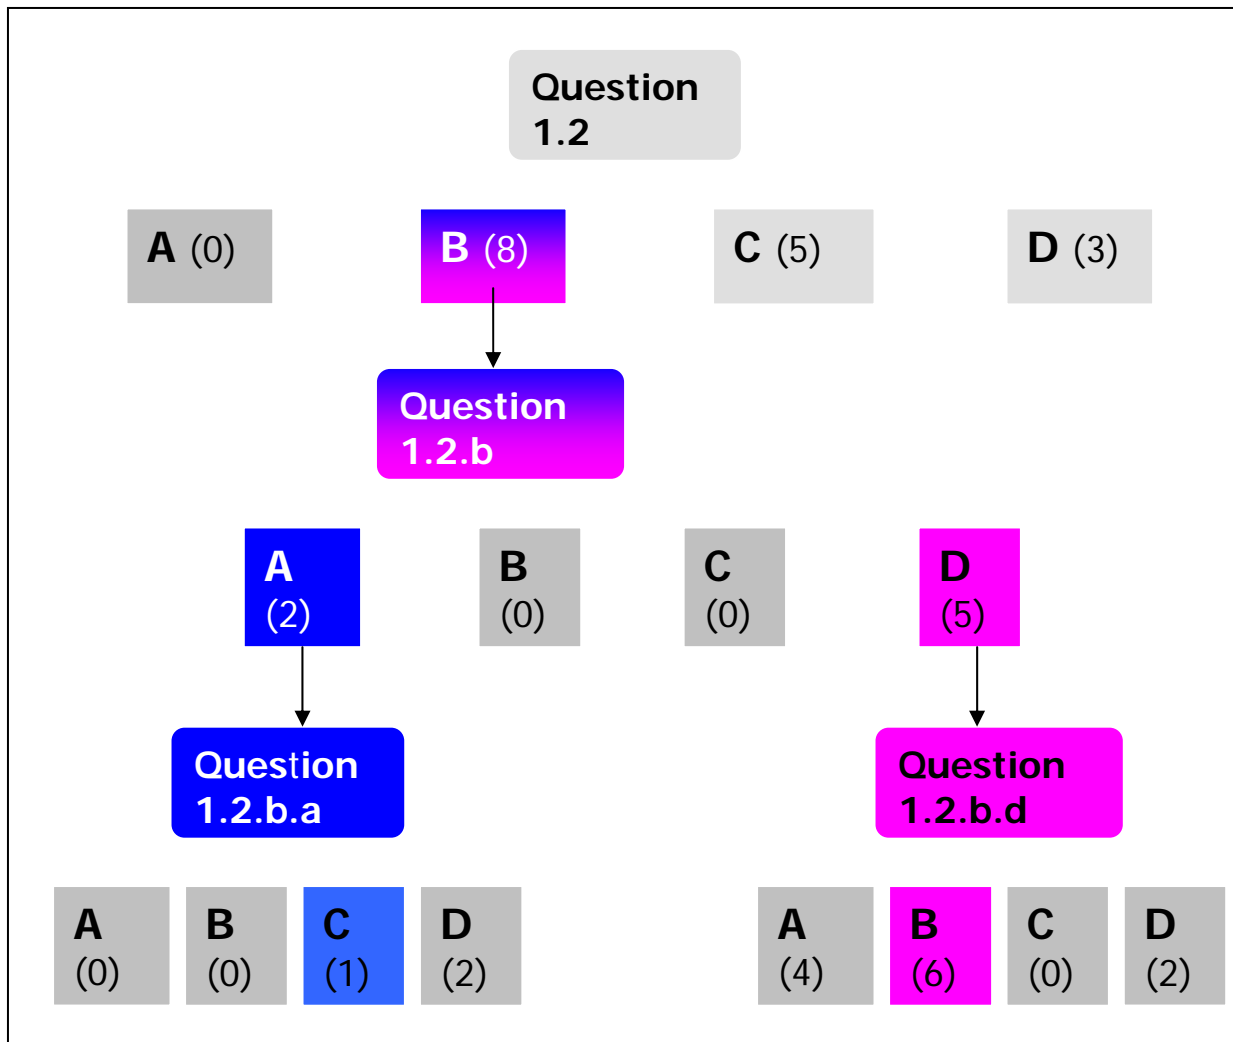 Question
1.2
A (0)
B (8)
C (5)
D (3)
Question
1.2.b
A
(2)
B
(0)
C
(0)
D
(5)
Question
1.2.b.a
Question
1.2.b.d
A
(0)
B
(0)
C
(1)
D
(2)
A
(4)
B
(6)
C
(0)
D
(2)